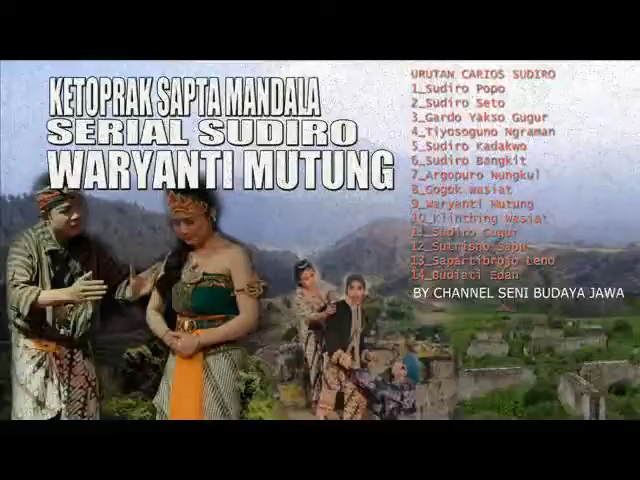 KETOPRAK SAPTA MANDALA
SERIAL SUDIRO
WARYANTI MUTUNG
URUTAN CARIOS SUDIRO
1_Sudiro Popo
2_Sudiro Seto
3_Gardo Yakso Gugur
4_Tiyosoguno Ngraman
5_Sudiro Kadakwo
6_Sudiro Bangkit
7_Argopuro Nungkul
8_Gogok Wasiat
9_Waryanti Mutung
10_Klinthing Wasiat
11_Sudiro Gugur
12_Sutrisno Sapu
13_Sapartibrojo Leno
14_Budiati Edan
BY CHANNEL SENI BUDAYA JAWA